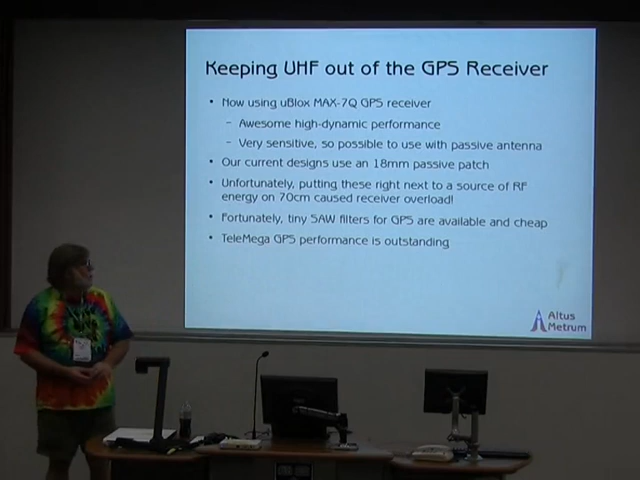 Keeping UHF out of the GPS Receiver
• Now using uBlox MAX-7Q GPS receiver
– Awesome high-dynamic performance
– Very sensitive, so possible to use with passive antenna
• Our current designs use an 18mm passive patch
• Unfortunately, putting these right next to a source of RF
energy on 70cm caused receiver overload!
• Fortunately, tiny SAW filters for GPS are available and cheap
• TeleMega GPS performance is outstanding
Altus
Metrum